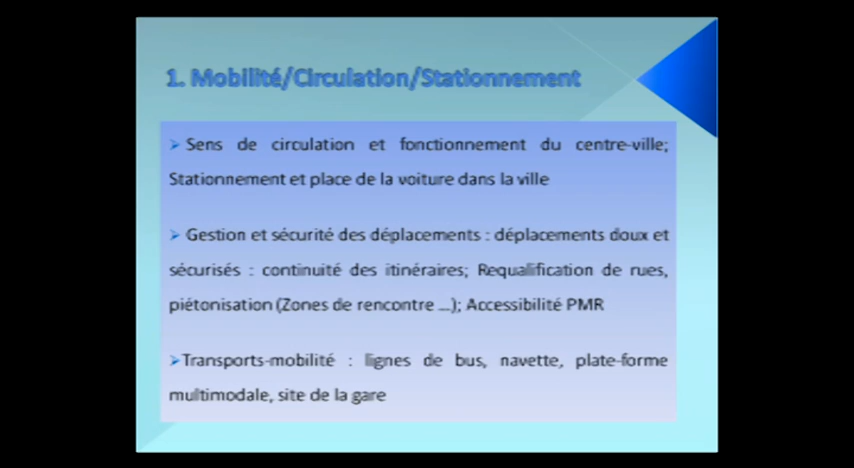 1. Mobilité/Circulation/Stationnement
➢ Sens de circulation et fonctionnement du centre-ville;
Stationnement et place de la voiture dans la ville
➢ Gestion et sécurité des déplacements : déplacements doux et
sécurisés : continuité des itinéraires; Requalification de rues,
piétonisation (Zones de rencontre ...); Accessibilité PMR
➢Transports-mobilité : lignes de bus, navette, plate-forme
multimodale, site de la gare